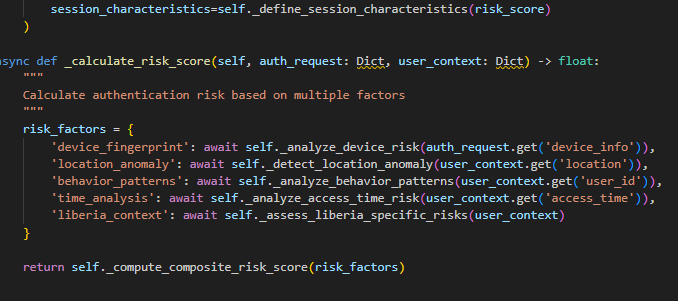 session_characteristics=self._define_session_characteristics(risk_score)
)
async def _calculate_risk_score(self, auth_request: Dict, user_context: Dict) -> float:
"""
Calculate authentication risk based on multiple factors
"""
risk_factors = {
'device_fingerprint': await self._analyze_device_risk(auth_request.get('device_info')),
'location_anomaly': await self._detect_location_anomaly(user_context.get('location')),
'behavior_patterns': await self._analyze_behavior_patterns(user_context.get('user_id')),
'time_analysis': await self._analyze_access_time_risk(user_context.get('access_time')),
'liberia_context': await self._assess_liberia_specific_risks(user_context)
}
return self._compute_composite_risk_score(risk_factors)